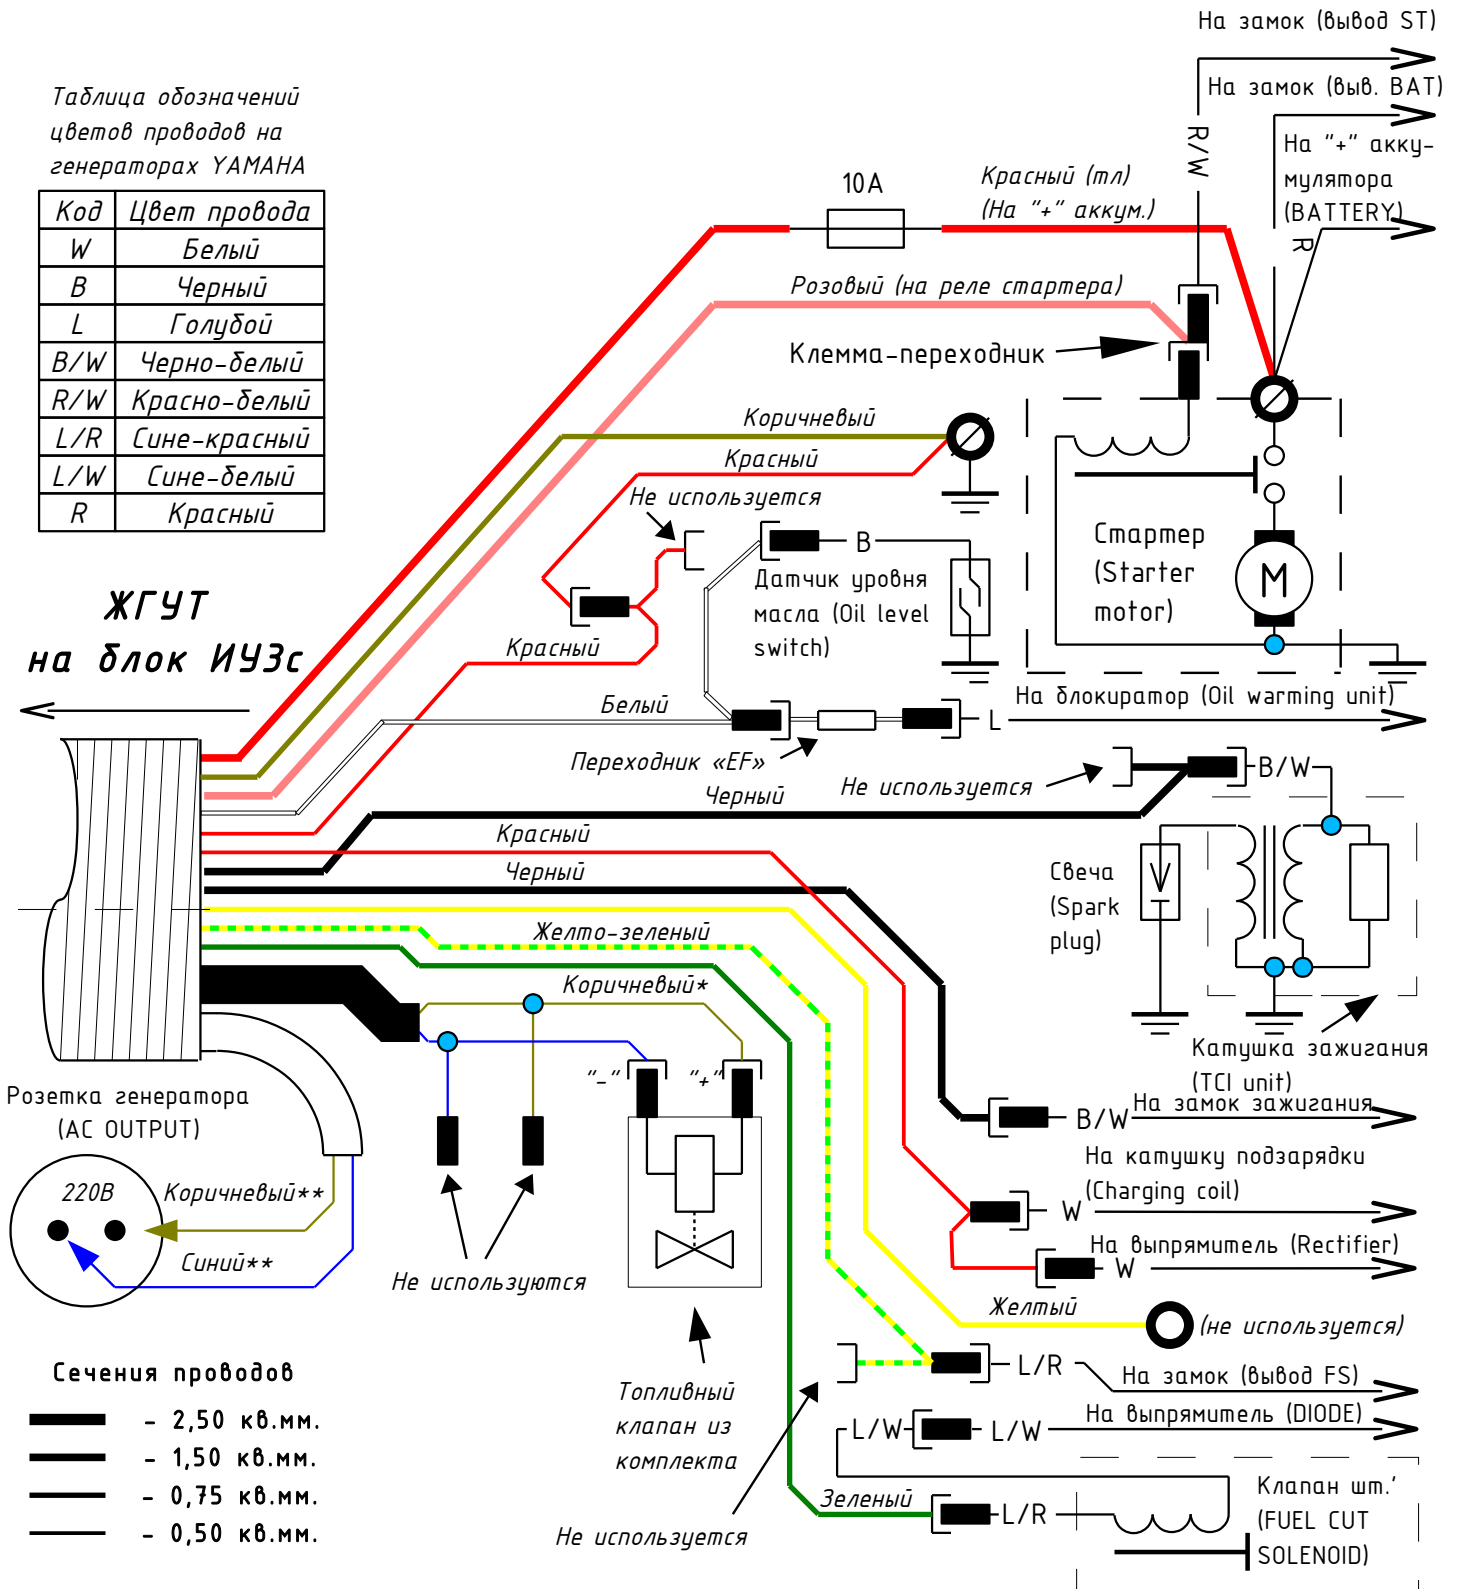 На замок (вывод ST)
На замок (выв. BAT)
На "+" акку-
мулятора
(BATTERY)
R/W
R
Таблица обозначений
цветов проводов на
генераторах YAMAHA
Код Цвет провода
W Белый
B Черный
L Голубой
B/W Черно-белый
R/W Красно-белый
L/R Сине-красный
L/W Сине-белый
R Красный
10 А
Красный (тл)
(На "+" аккум.)
Розовый (на реле стартера)
Клемма-переходник
Коричневый
Красный
Не используется
B
Датчик уровня
масла (Oil level
switch)
Стартер
(Starter
motor)
М
ЖГУТ
на блок ИУЗс
Красный
Белый
На блокиратор (Oil warming unit)
L
Переходник «EF»
Не используется
B/W
Черный
Красный
Черный
Свеча
(Spark
plug)
Желто-зеленый
Коричневый*
Катушка зажигания
(TCI unit)
"-"
"+"
Розетка генератора
(AC OUTPUT)
220В
Коричневый**
Синий**
Не используются
На замок зажигания
B/W
На катушку подзарядки
(Charging coil)
W
На выпрямитель (Rectifier)
W
Желтый
(не используется)
L/R
На замок (вывод FS)
Топливный
клапан из
комплекта
На выпрямитель (DIODE)
L/W
L/W
Сечения проводов
- 2,50 кв.мм.
- 1,50 кв.мм.
- 0,75 кв.мм.
- 0,50 кв.мм.
Зеленый
L/R
Клапан шт.'
(FUEL CUT
SOLENOID)
Не используется